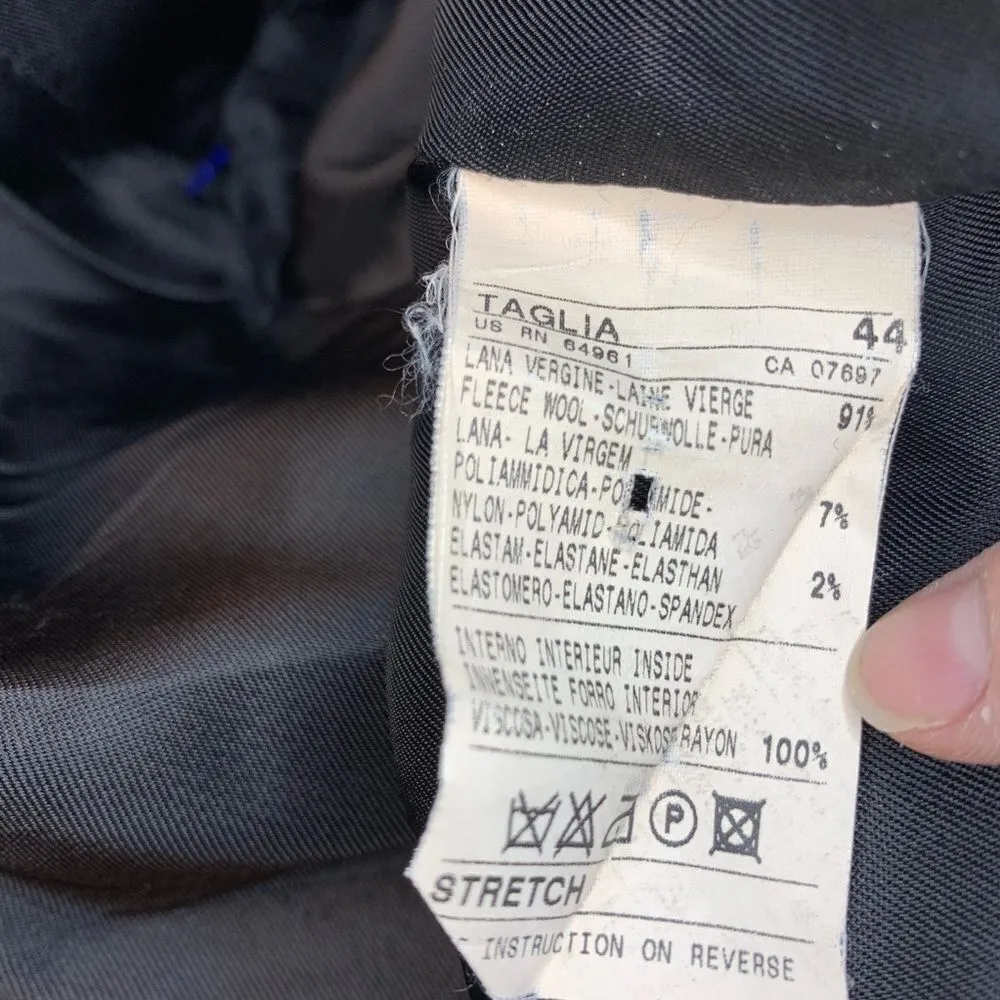 TAGLIA 44
US RN 64961 CA 07697
LANA VERGINE-LAINE VIERGE 91%
FLEECE WOOL-SCHURWOLLE-PURA
LANA- LA VIRGEM
POLIAMMIDICA- MIDE- 7%
NYLON-POLYAMID-POLIAMIDA
ELASTAM-ELASTANE-ELASTHAN 2%
ELASTOMERO-ELASTANO-SPANDEX
INTERNO INTERIEUR INSIDE
INNENSEITE FORRO INTERIOR
VISCOSA-VISCOSE-VISKOSE RAYON 100%
P
STRETCH
INSTRUCTION ON REVERSE